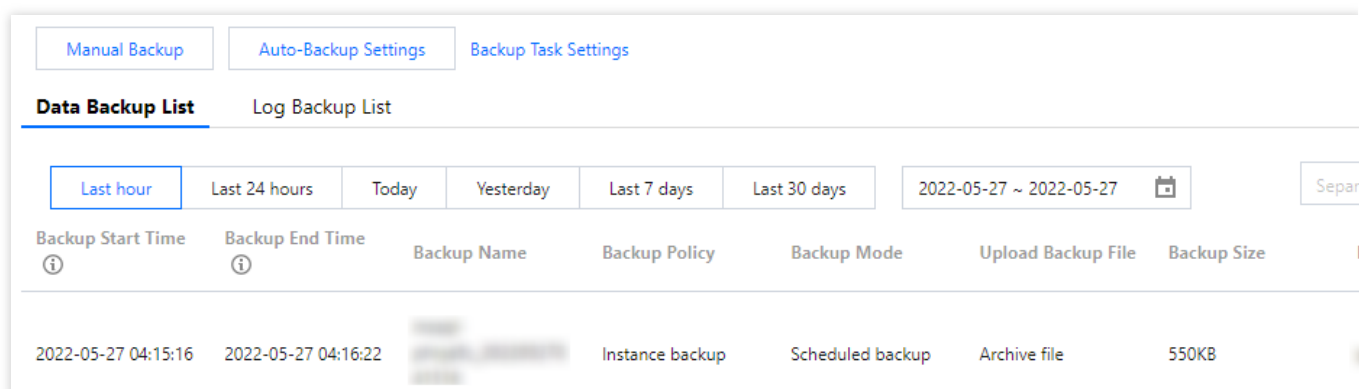 Manual Backup Auto-Backup Settings Backup Task Settings
Data Backup List Log Backup List
Last hour Last 24 hours Today Yesterday Last 7 days Last 30 days 2022-05-27 ~ 2022-05-27
Backup Start Time Backup End Time Backup Name Backup Policy Backup Mode Upload Backup File Backup Size
2022-05-27 04:15:16 2022-05-27 04:16:22 Instance backup Scheduled backup Archive file 550KB